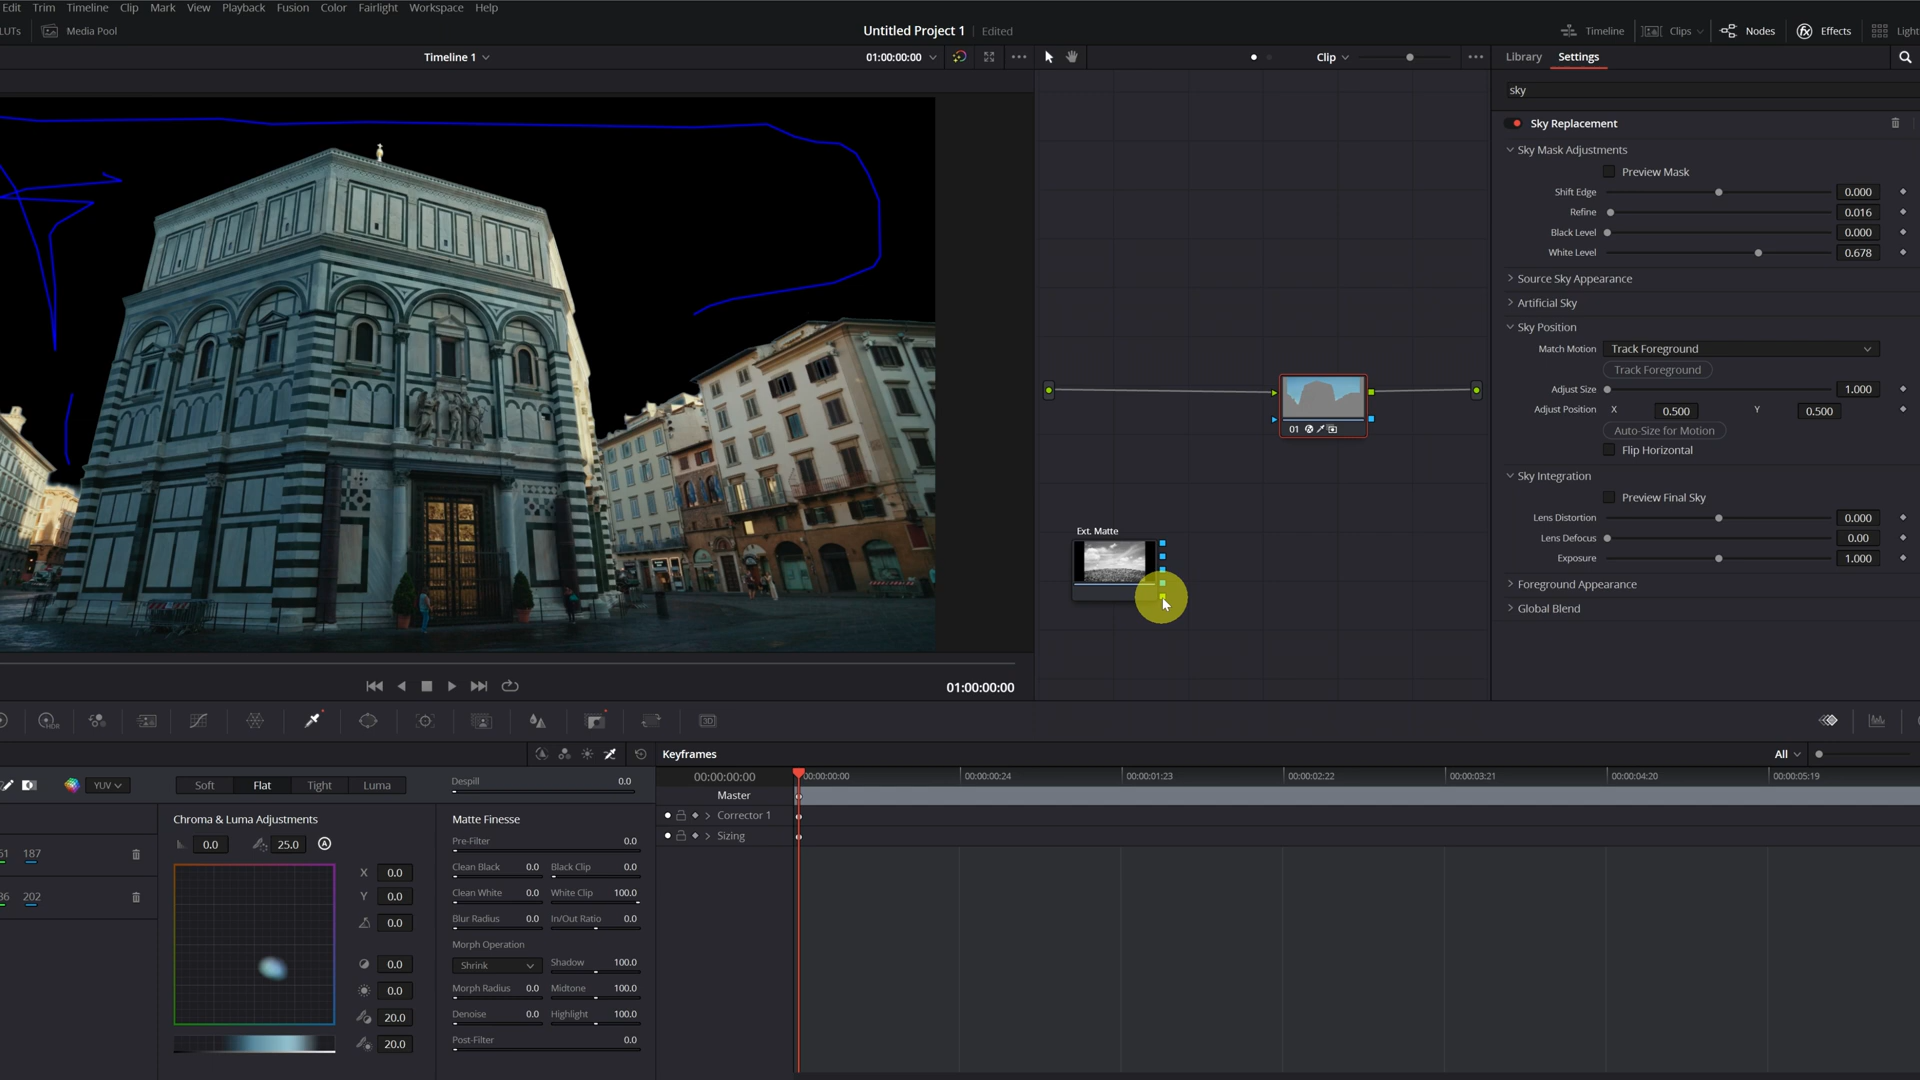 Edit Trim Timeline Clip Mark View Playback Fusion Color Fairlight Workspace Help
LUTs Media Pool Untitled Project 1 Edited Timeline Clips Nodes Effects Light
Timeline 1 01:00:00:00 Clip Library Settings
sky
Sky Replacement
Sky Mask Adjustments
Preview Mask
Shift Edge 0.000
Refine 0.016
Black Level 0.000
White Level 0.678
Source Sky Appearance
Artificial Sky
Sky Position
Match Motion Track Foreground
Track Foreground
Adjust Size 1.000
Adjust Position X 0.500 Y 0.500
Auto-Size for Motion
Flip Horizontal
Sky Integration
Preview Final Sky
Lens Distortion 0.000
Lens Defocus 0.00
Exposure 1.000
Foreground Appearance
Global Blend
01
Ext. Matte
01:00:00:00
HDR 3D
Keyframes All
YUV Soft Flat Tight Luma Despill 0.0
00:00:00:00 00:00:00:00 00:00:00:24 00:00:01:23 00:00:02:22 00:00:03:21 00:00:04:20 00:00:05:19
Master
Corrector 1
Sizing
Chroma & Luma Adjustments
0.0 25.0 A
51 187
86 202
X 0.0
Y 0.0
0.0
0.0
0.0
20.0
20.0
Matte Finesse
Pre-Filter 0.0
Clean Black 0.0 Black Clip 0.0
Clean White 0.0 White Clip 100.0
Blur Radius 0.0 In/Out Ratio 0.0
Morph Operation
Shrink Shadow 100.0
Morph Radius 0.0 Midtone 100.0
Denoise 0.0 Highlight 100.0
Post-Filter 0.0